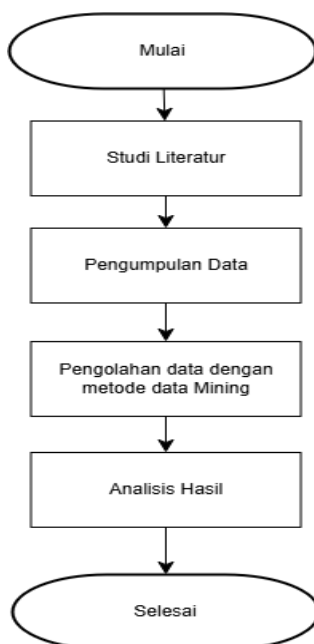 Mulai
Studi Literatur
Pengumpulan Data
Pengolahan data dengan
metode data Mining
Analisis Hasil
Selesai